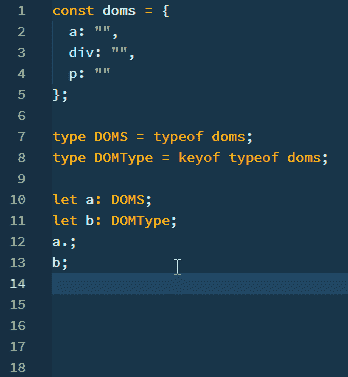 1 const doms = {
2 a: "",
3 div: "",
4 p: ""
5 };
6
7 type DOMS = typeof doms;
8 type DOMType = keyof typeof doms;
9
10 let a: DOMS;
11 let b: DOMType;
12 a.;
13 b;
14
15
16
17
18